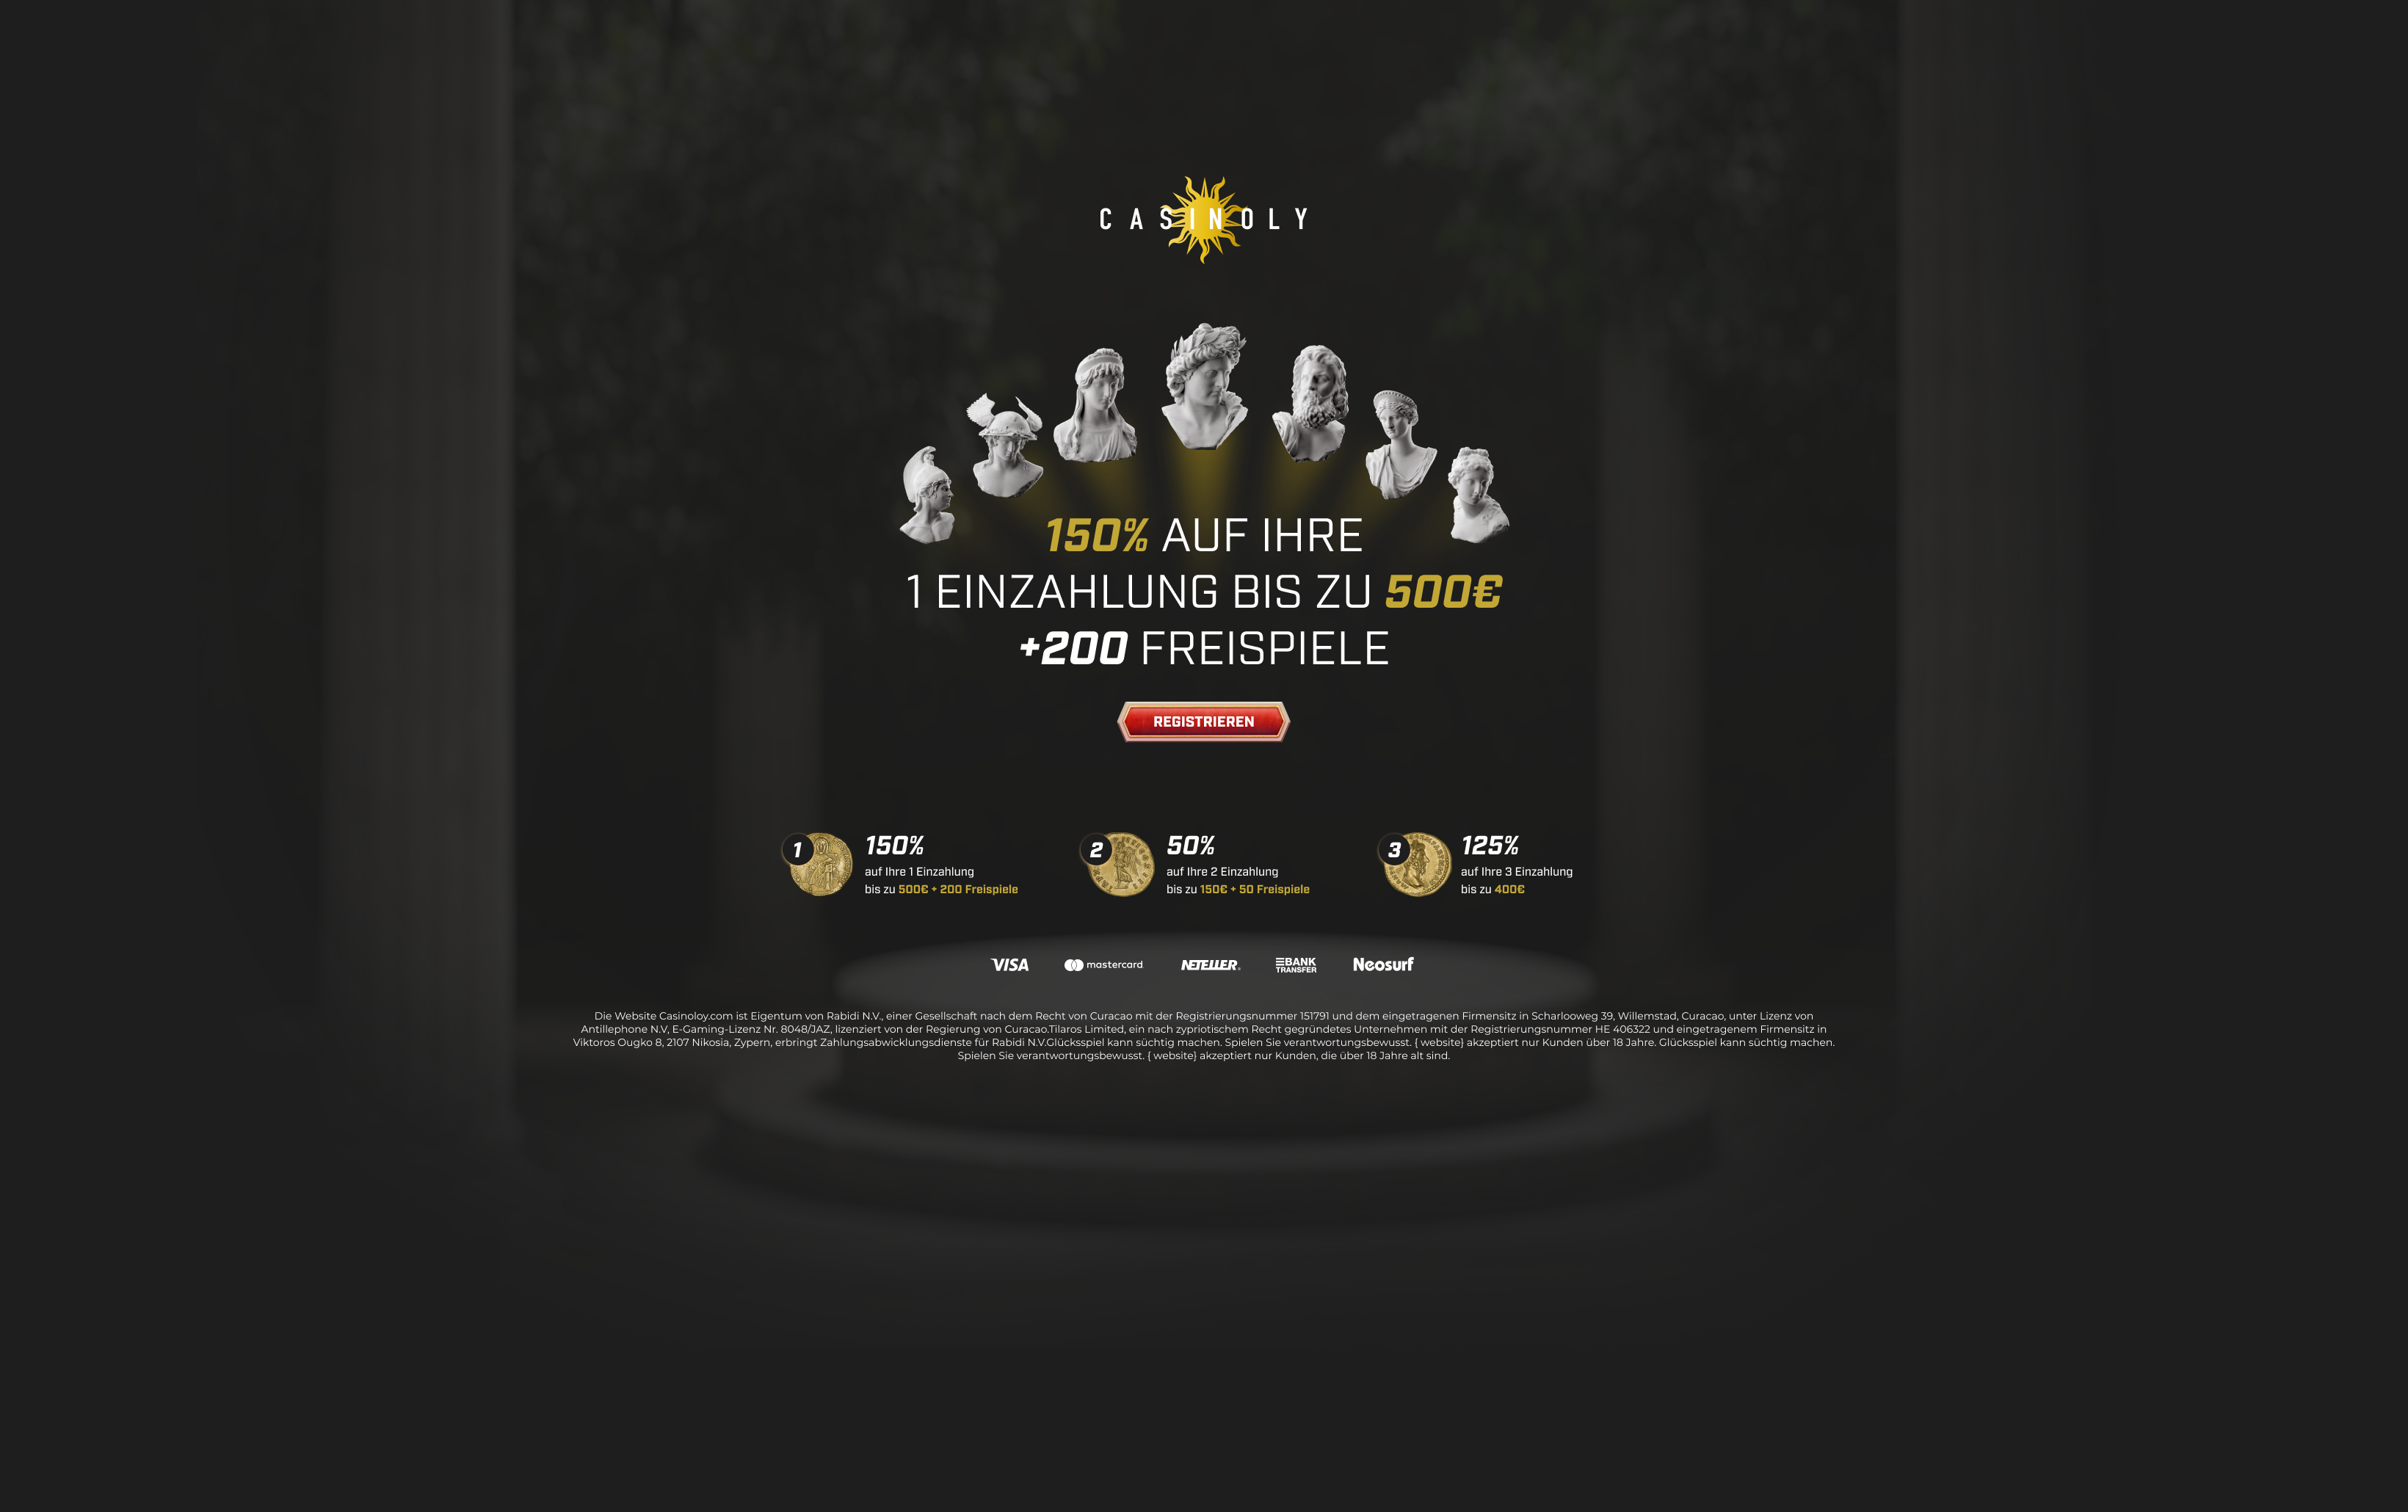 CASINOLY
150% AUF IHRE
1 EINZAHLUNG BIS ZU 500€
+200 FREISPIELE
REGISTRIEREN
1
150%
auf Ihre 1 Einzahlung
bis zu 500€ + 200 Freispiele
2
50%
auf Ihre 2 Einzahlung
bis zu 150€ + 50 Freispiele
3
125%
auf Ihre 3 Einzahlung
bis zu 400€
VISA mastercard NETELLER BANK TRANSFER Neosurf
Die Website Casinoloy.com ist Eigentum von Rabidi N.V., einer Gesellschaft nach dem Recht von Curacao mit der Registrierungsnummer 151791 und dem eingetragenen Firmensitz in Scharlooweg 39, Willemstad, Curacao, unter Lizenz von
Antillephone N.V, E-Gaming-Lizenz Nr. 8048/JAZ, lizenziert von der Regierung von Curacao.Tilaros Limited, ein nach zypriotischem Recht gegründetes Unternehmen mit der Registrierungsnummer HE 406322 und eingetragenem Firmensitz in
Viktoros Ougko 8, 2107 Nikosia, Zypern, erbringt Zahlungsabwicklungsdienste für Rabidi N.V.Glücksspiel kann süchtig machen. Spielen Sie verantwortungsbewusst. { website} akzeptiert nur Kunden über 18 Jahre. Glücksspiel kann süchtig machen.
Spielen Sie verantwortungsbewusst. { website} akzeptiert nur Kunden, die über 18 Jahre alt sind.